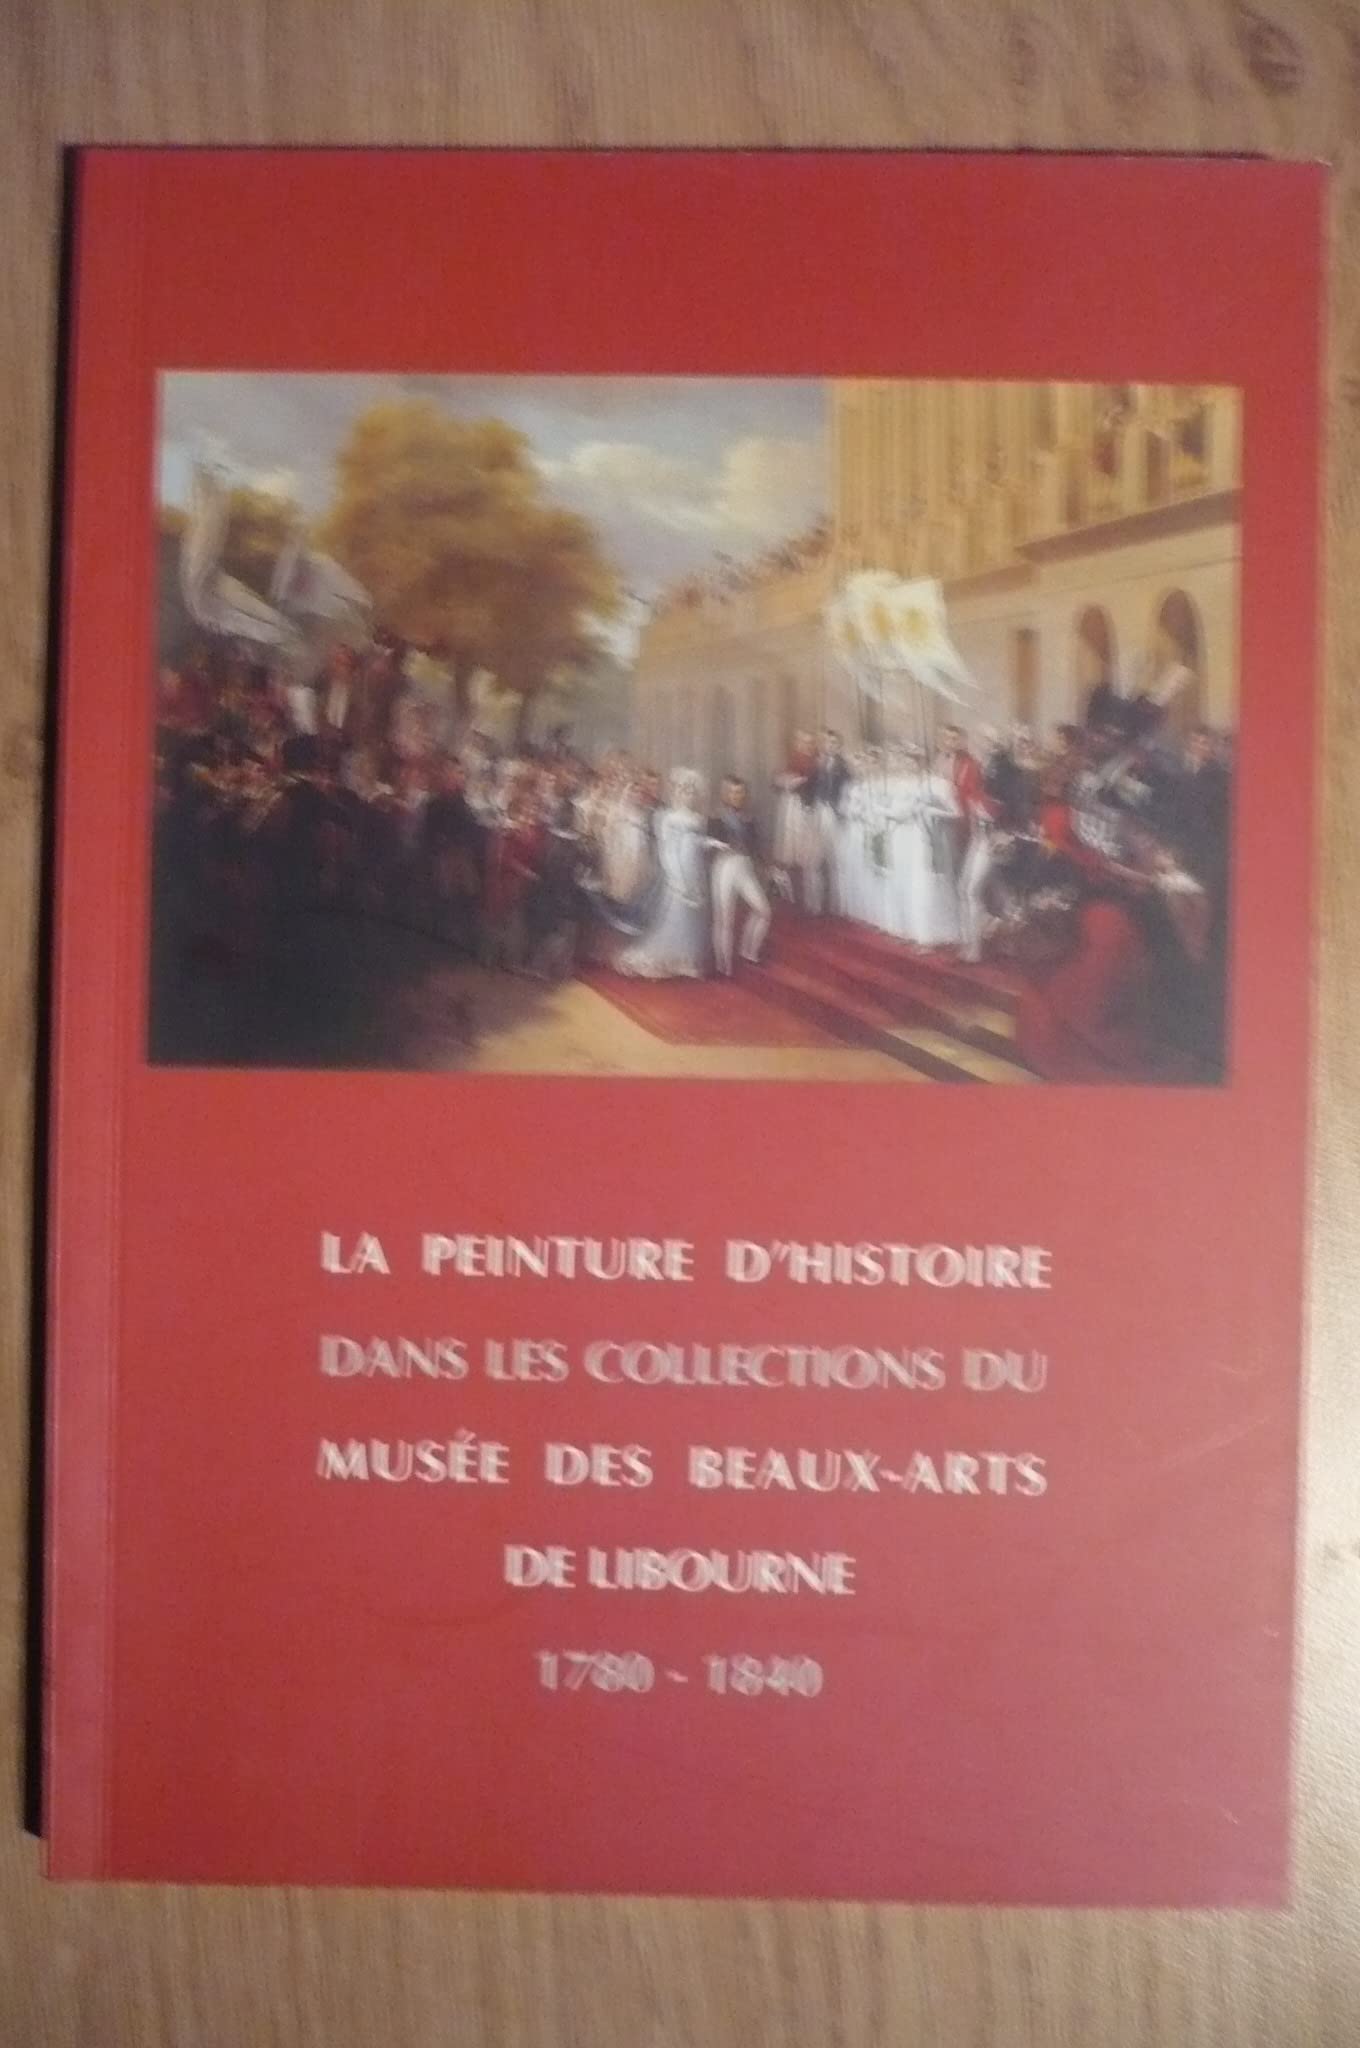 LA PEINTURE D'HISTOIRE
DANS LES COLLECTIONS DU
MUSÉE DES BEAUX-ARTS
DE LIBOURNE
1780 - 1840